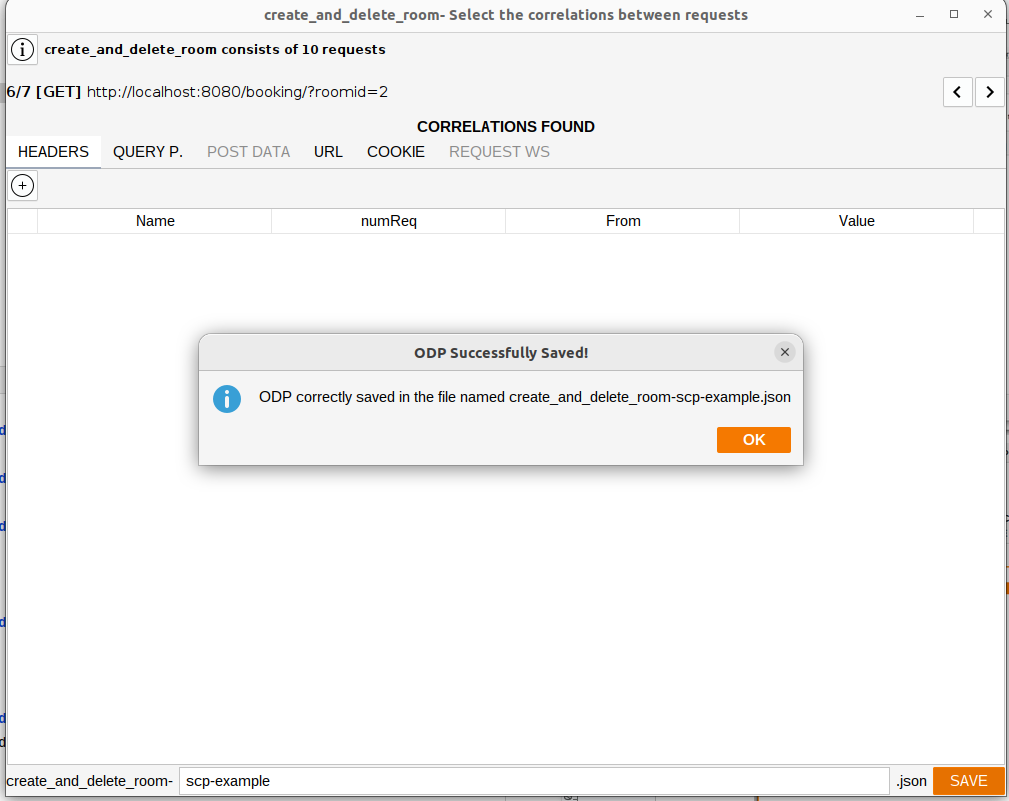 create_and_delete_room- Select the correlations between requests
create_and_delete_room consists of 10 requests
6/7 [GET] http://localhost:8080/booking/?roomid=2
CORRELATIONS FOUND
HEADERS QUERY P. POST DATA URL COOKIE REQUEST WS
Name numReq From Value
ODP Successfully Saved!
ODP correctly saved in the file named create_and_delete_room-scp-example.json
OK
create_and_delete_room- scp-example .json SAVE